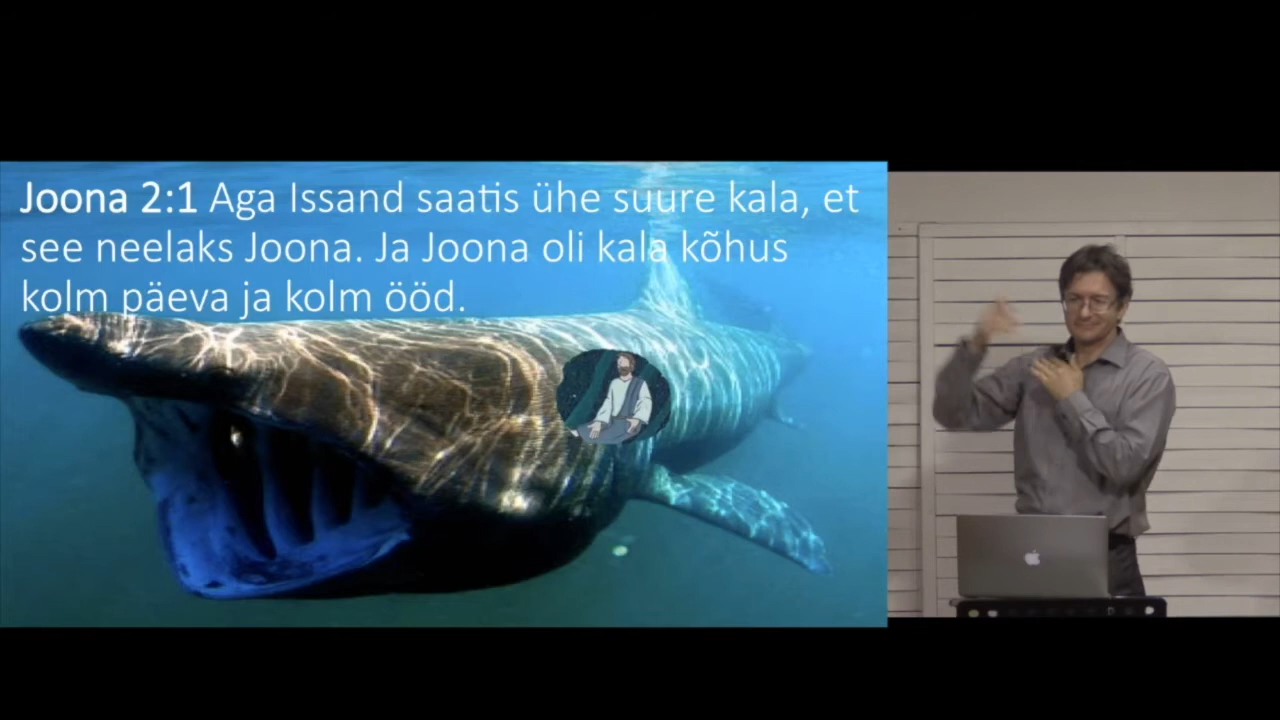 Joona 2:1 Aga Issand saatis ühe suure kala, et
see neelaks Joona. Ja Joona oli kala kõhus
kolm päeva ja kolm ööd.